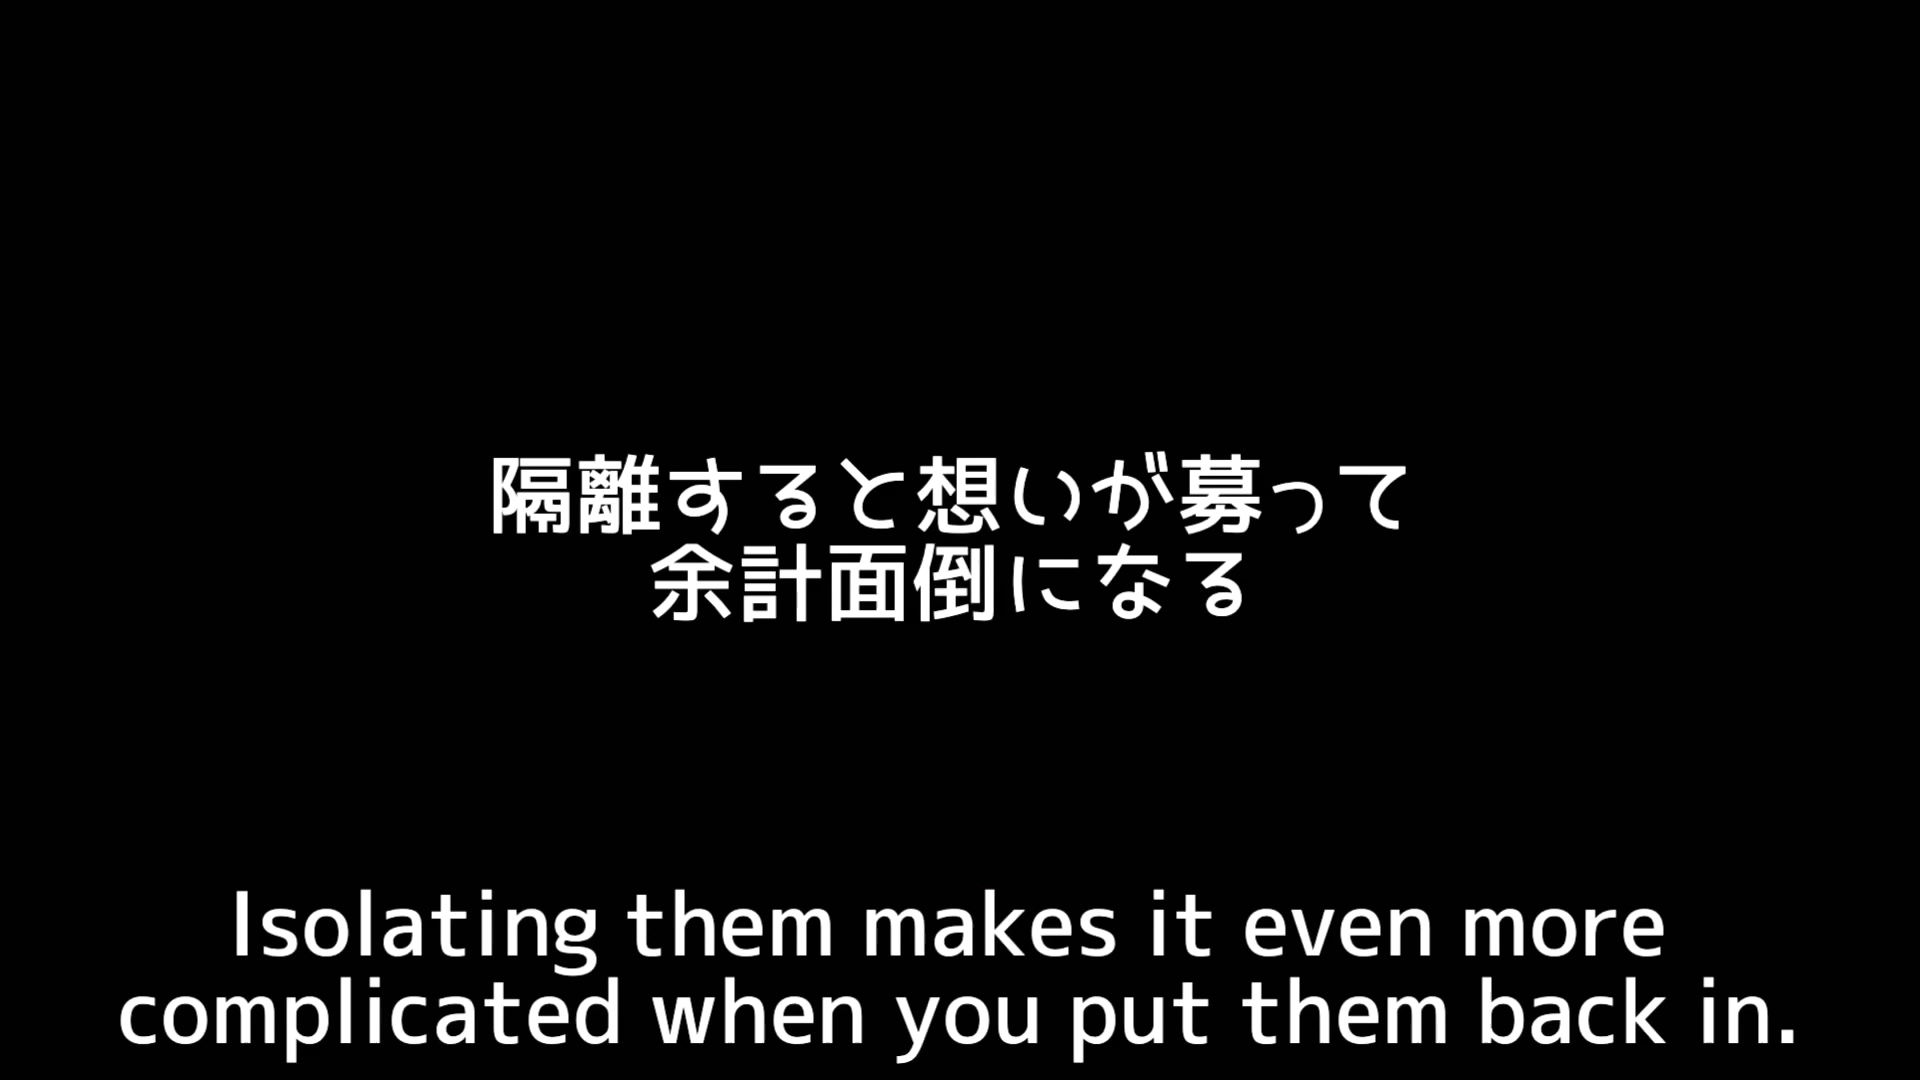 隔離すると想いが募って
余計面倒になる
Isolating them makes it even more
complicated when you put them back in.